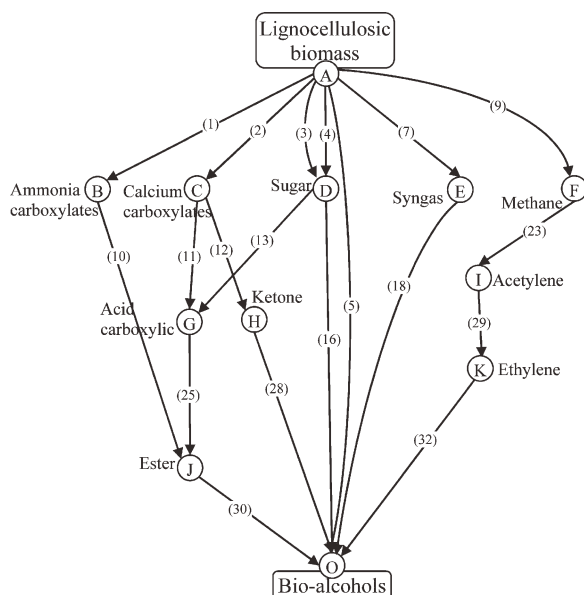 Lignocellulosic
biomass
A
(9)
(1)
(2)
(3)
(4)
(7)
Ammonia
carboxylates
B
Calcium
carboxylates
C
Sugar
D
Syngas
E
Methane
F
(23)
(10)
(11)
(12)
(13)
(18)
I
Acetylene
Acid
carboxylic
G
Ketone
H
(5)
(16)
(29)
K
Ethylene
(25)
(28)
(32)
Ester
J
(30)
O
Bio-alcohols